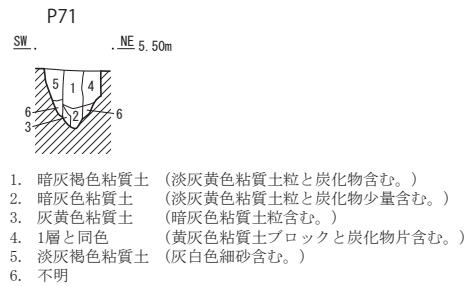 P71
SW. .NE 5.50m
5 1 4
6 2 6
3
1. 暗灰褐色粘質土 (淡灰黄色粘質土粒と炭化物含む。)
2. 暗灰色粘質土 (淡灰黄色粘質土粒と炭化物少量含む。)
3. 灰黄色粘質土 (暗灰色粘質土粒含む。)
4. 1層と同色 (黄灰色粘質土ブロックと炭化物片含む。)
5. 淡灰褐色粘質土 (灰白色細砂含む。)
6. 不明